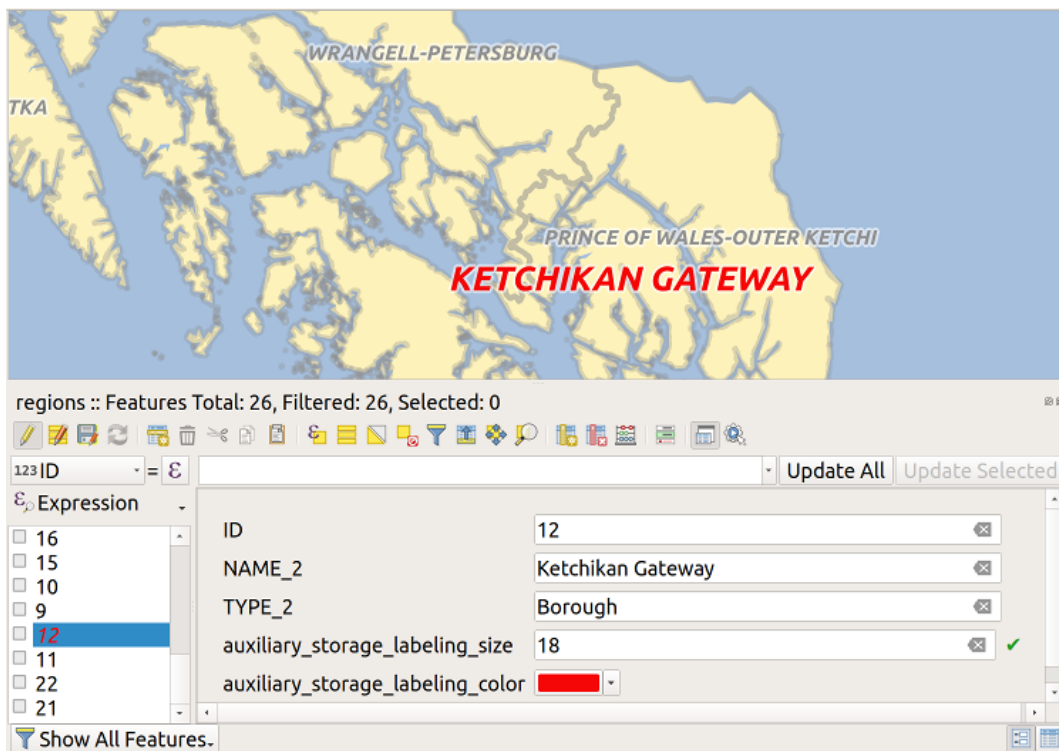 WRANGELL-PETERSBURG
TKA
PRINCE OF WALES-OUTER KETCHI
KETCHIKAN GATEWAY
regions :: Features Total: 26, Filtered: 26, Selected: 0
123 ID = ε Update All Update Selected
Expression
16
15
10
9
12
11
22
21
ID 12
NAME_2 Ketchikan Gateway
TYPE_2 Borough
auxiliary_storage_labeling_size 18
auxiliary_storage_labeling_color
Show All Features